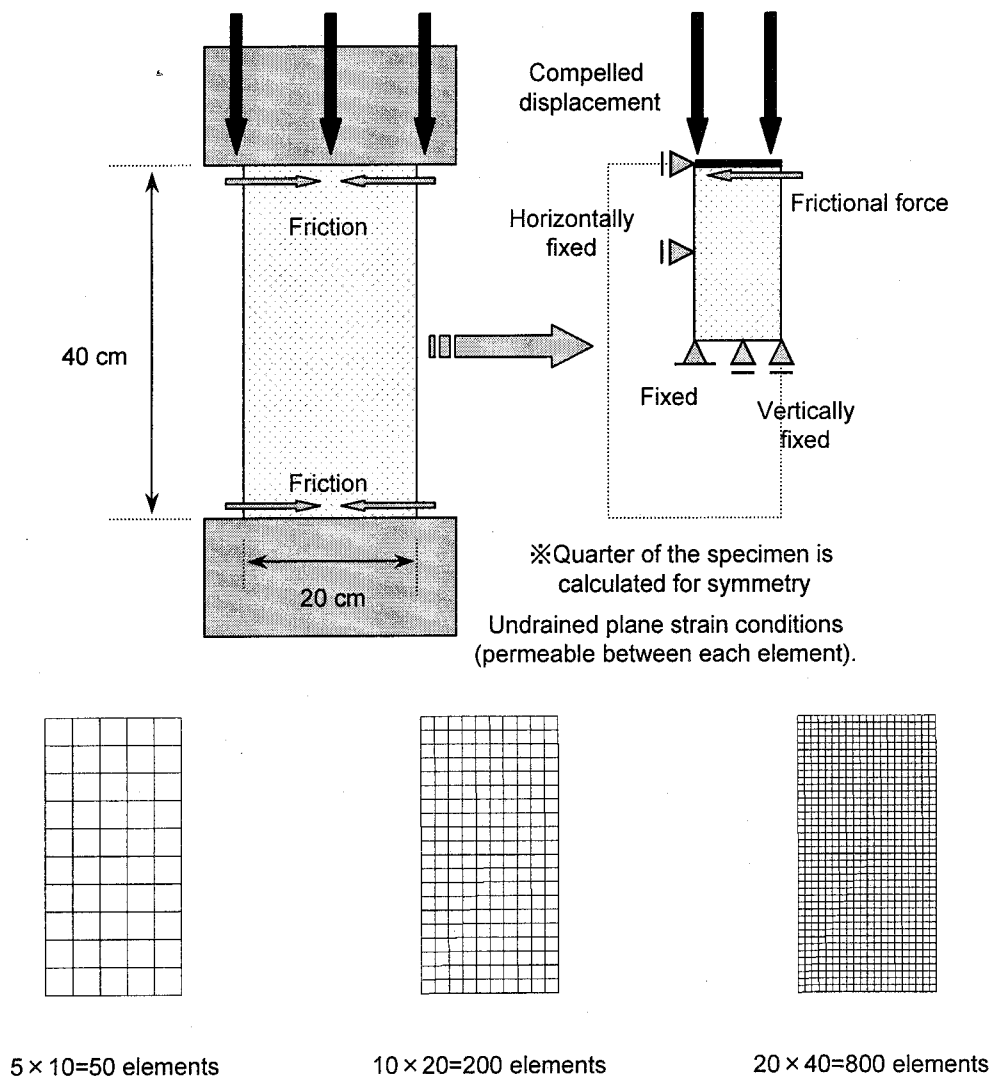 Compelled
displacement
Friction
Frictional force
Horizontally
fixed
40 cm
Fixed
Vertically
fixed
Friction
20 cm
※Quarter of the specimen is
calculated for symmetry
Undrained plane strain conditions
(permeable between each element).
5×10=50 elements
10×20=200 elements
20×40=800 elements